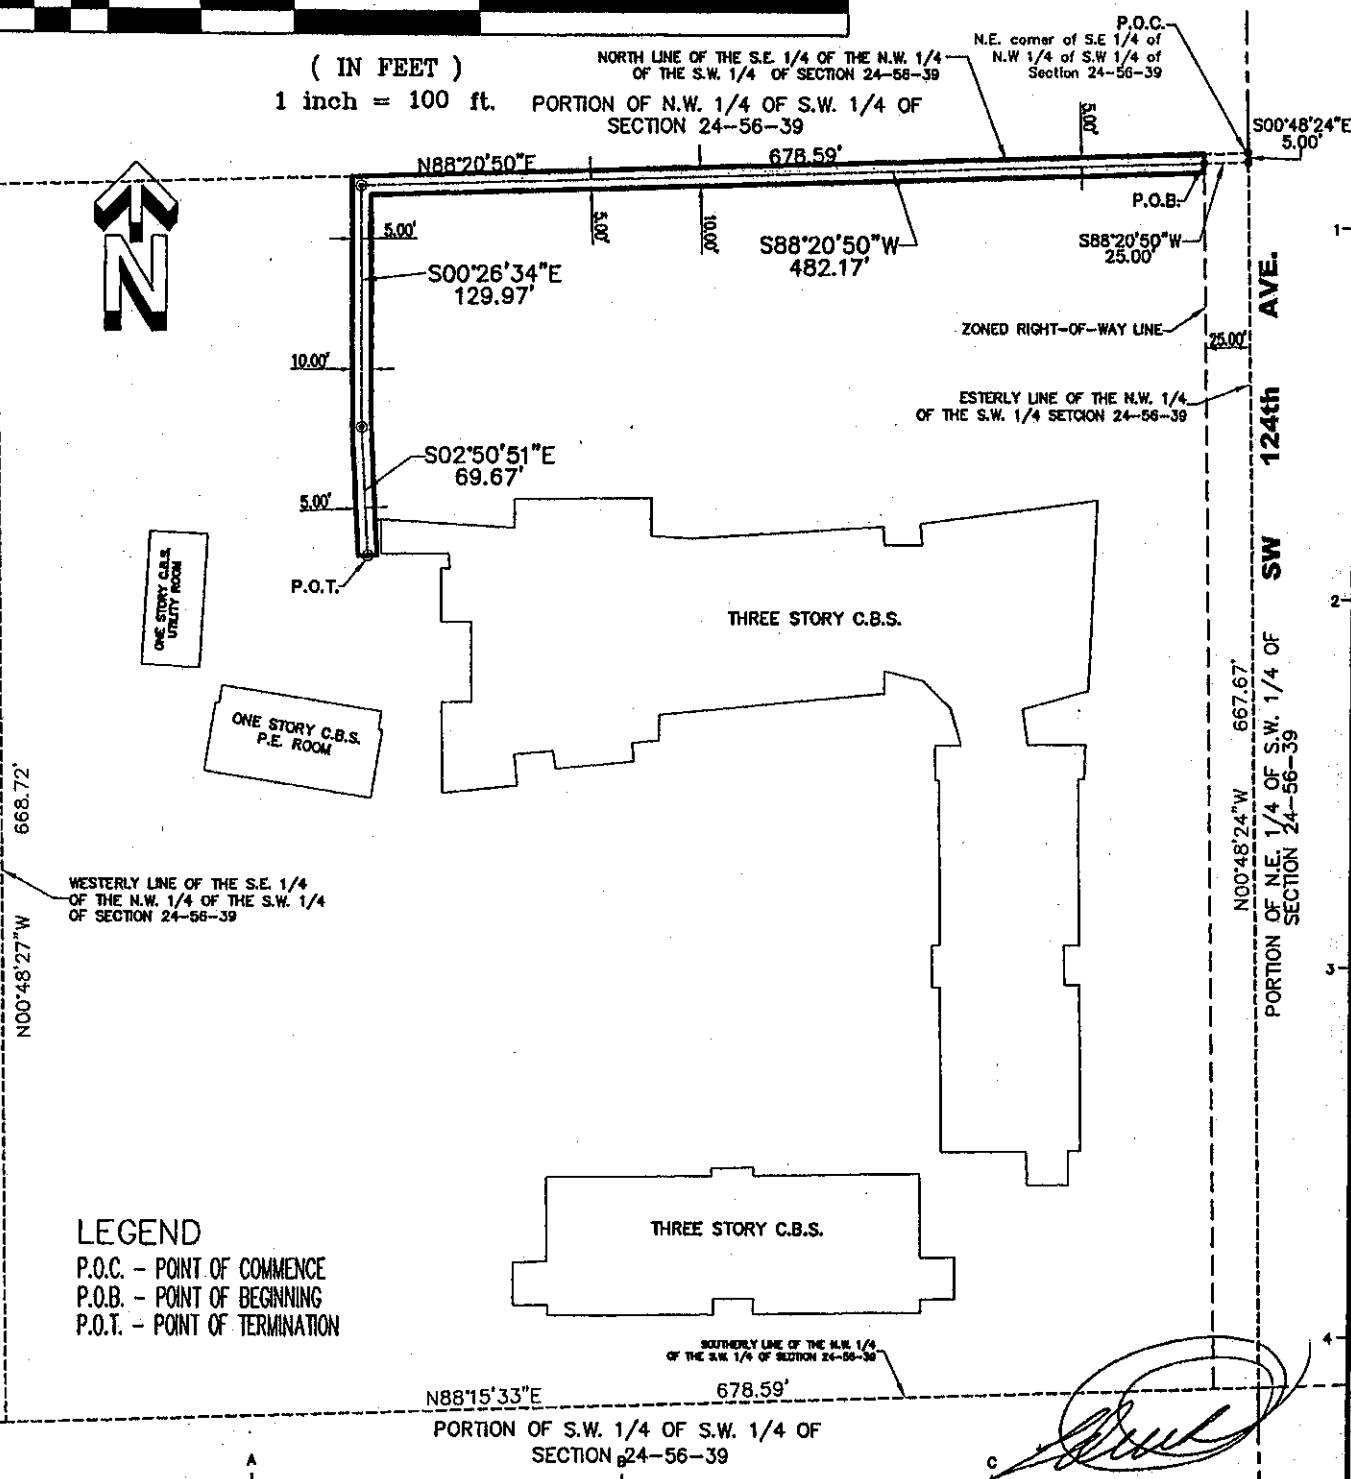 ( IN FEET )
1 inch = 100 ft.
NORTH LINE OF THE S.E. 1/4 OF THE N.W. 1/4
OF THE S.W. 1/4 OF SECTION 24-56-39
P.O.C.
N.E. corner of S.E 1/4 of
N.W 1/4 of S.W 1/4 of
Section 24-56-39
PORTION OF N.W. 1/4 OF S.W. 1/4 OF
SECTION 24-56-39
5.00'
S00°48'24"E
5.00'
N88°20'50"E
678.59'
P.O.B.
N
5.00'
5.00'
10.00'
S88°20'50"W
482.17'
S88°20'50"W
25.00'
1
S00°26'34"E
129.97'
ZONED RIGHT-OF-WAY LINE
25.00'
10.00'
ESTERLY LINE OF THE N.W. 1/4
OF THE S.W. 1/4 SETCION 24-56-39
SW 124th AVE.
S02°50'51"E
69.67'
5.00'
P.O.T.
ONE STORY C.B.S.
UTILITY ROOM
THREE STORY C.B.S.
2
ONE STORY C.B.S.
P.E. ROOM
N00°48'27"W 668.72'
WESTERLY LINE OF THE S.E. 1/4
OF THE N.W. 1/4 OF THE S.W. 1/4
OF SECTION 24-56-39
N00°48'24"W 667.67'
PORTION OF N.E. 1/4 OF S.W. 1/4 OF
SECTION 24-56-39
3
LEGEND
P.O.C. - POINT OF COMMENCE
P.O.B. - POINT OF BEGINNING
P.O.T. - POINT OF TERMINATION
THREE STORY C.B.S.
SOUTHERLY LINE OF THE N.W. 1/4
OF THE S.W. 1/4 OF SECTION 24-56-39
4
N88°15'33"E
678.59'
PORTION OF S.W. 1/4 OF S.W. 1/4 OF
SECTION 24-56-39
A
B
C